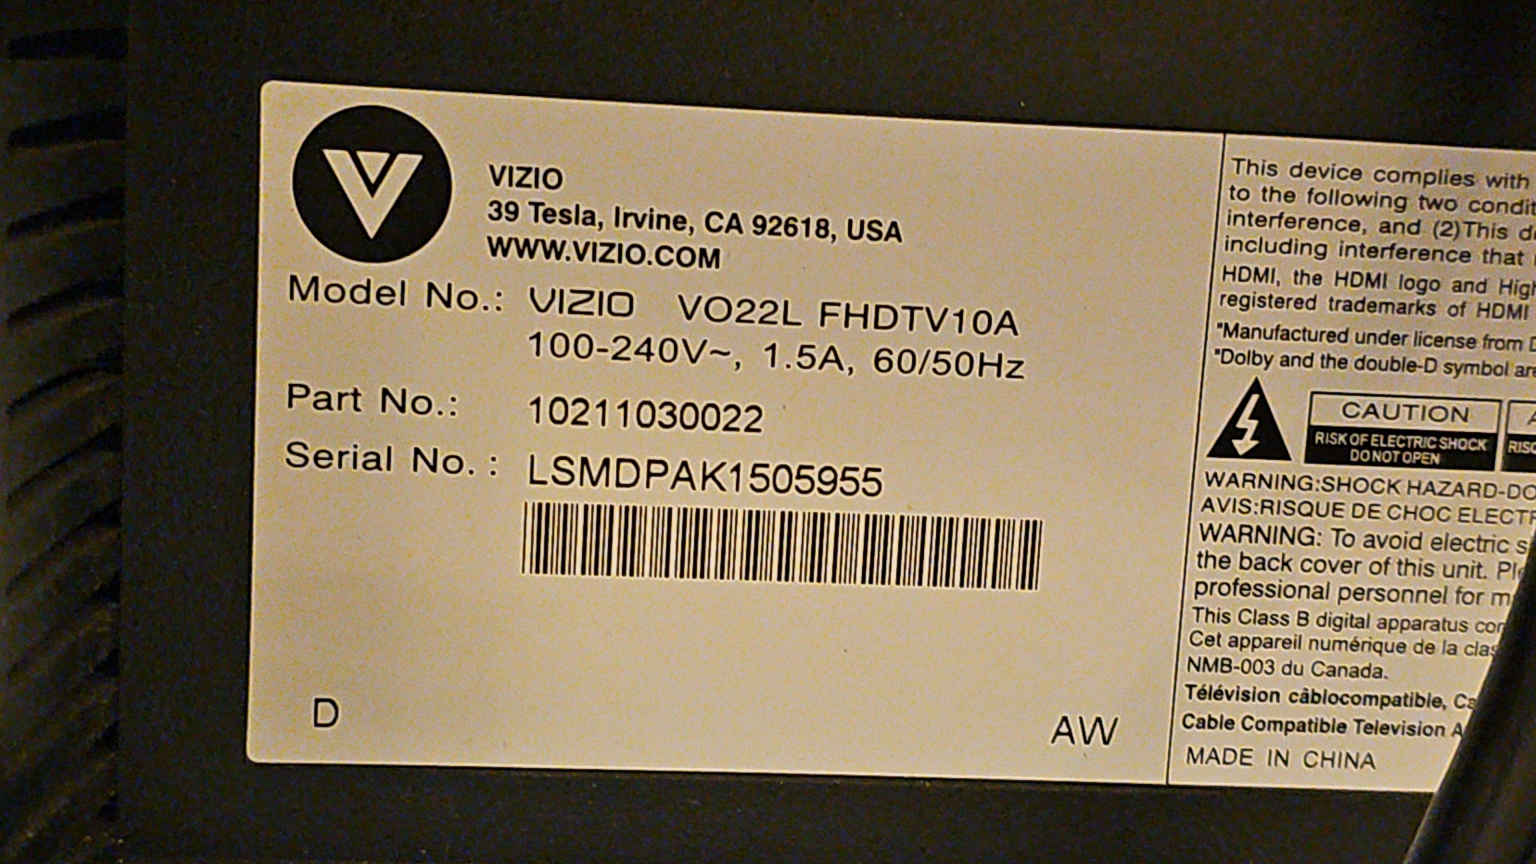 VIZIO
39 Tesla, Irvine, CA 92618, USA
WWW.VIZIO.COM
Model No.: VIZIO VO22L FHDTV10A
100-240V~, 1.5A, 60/50Hz
Part No.: 10211030022
Serial No. : LSMDPAK1505955
D
AW
This device complies with
to the following two
interference, and (2)This
including interference that
HDMI, the HDMI logo and
registered trademarks of HDMI
"Manufactured under license from
"Dolby and the double-D symbol
CAUTION
RISK OF ELECTRIC SHOCK
DO NOT OPEN
WARNING:SHOCK HAZARD-DO
AVIS:RISQUE DE CHOC
WARNING: To avoid electric
the back cover of this unit.
professional personnel for
This Class B digital apparatus
Cet appareil numérique de la
NMB-003 du Canada.
Télévision câblocompatible,
Cable Compatible Television
MADE IN CHINA